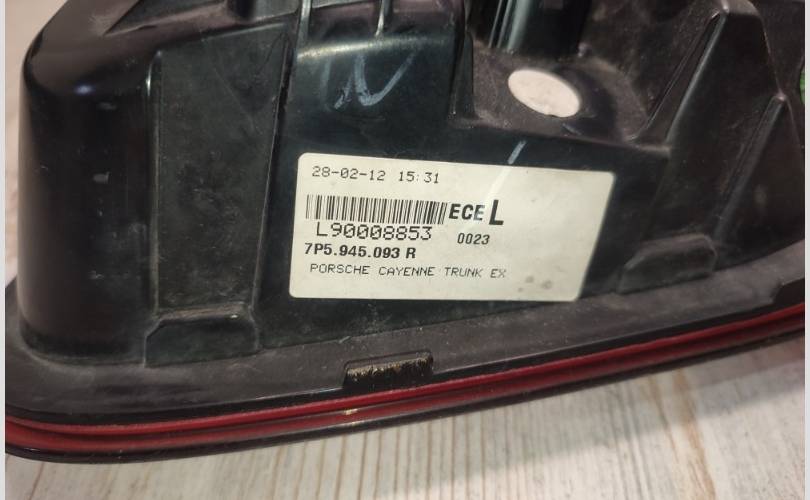 28-02-12 15:31
ECE L
L90008853 0023
7P5.945.093 R
PORSCHE CAYENNE TRUNK EX